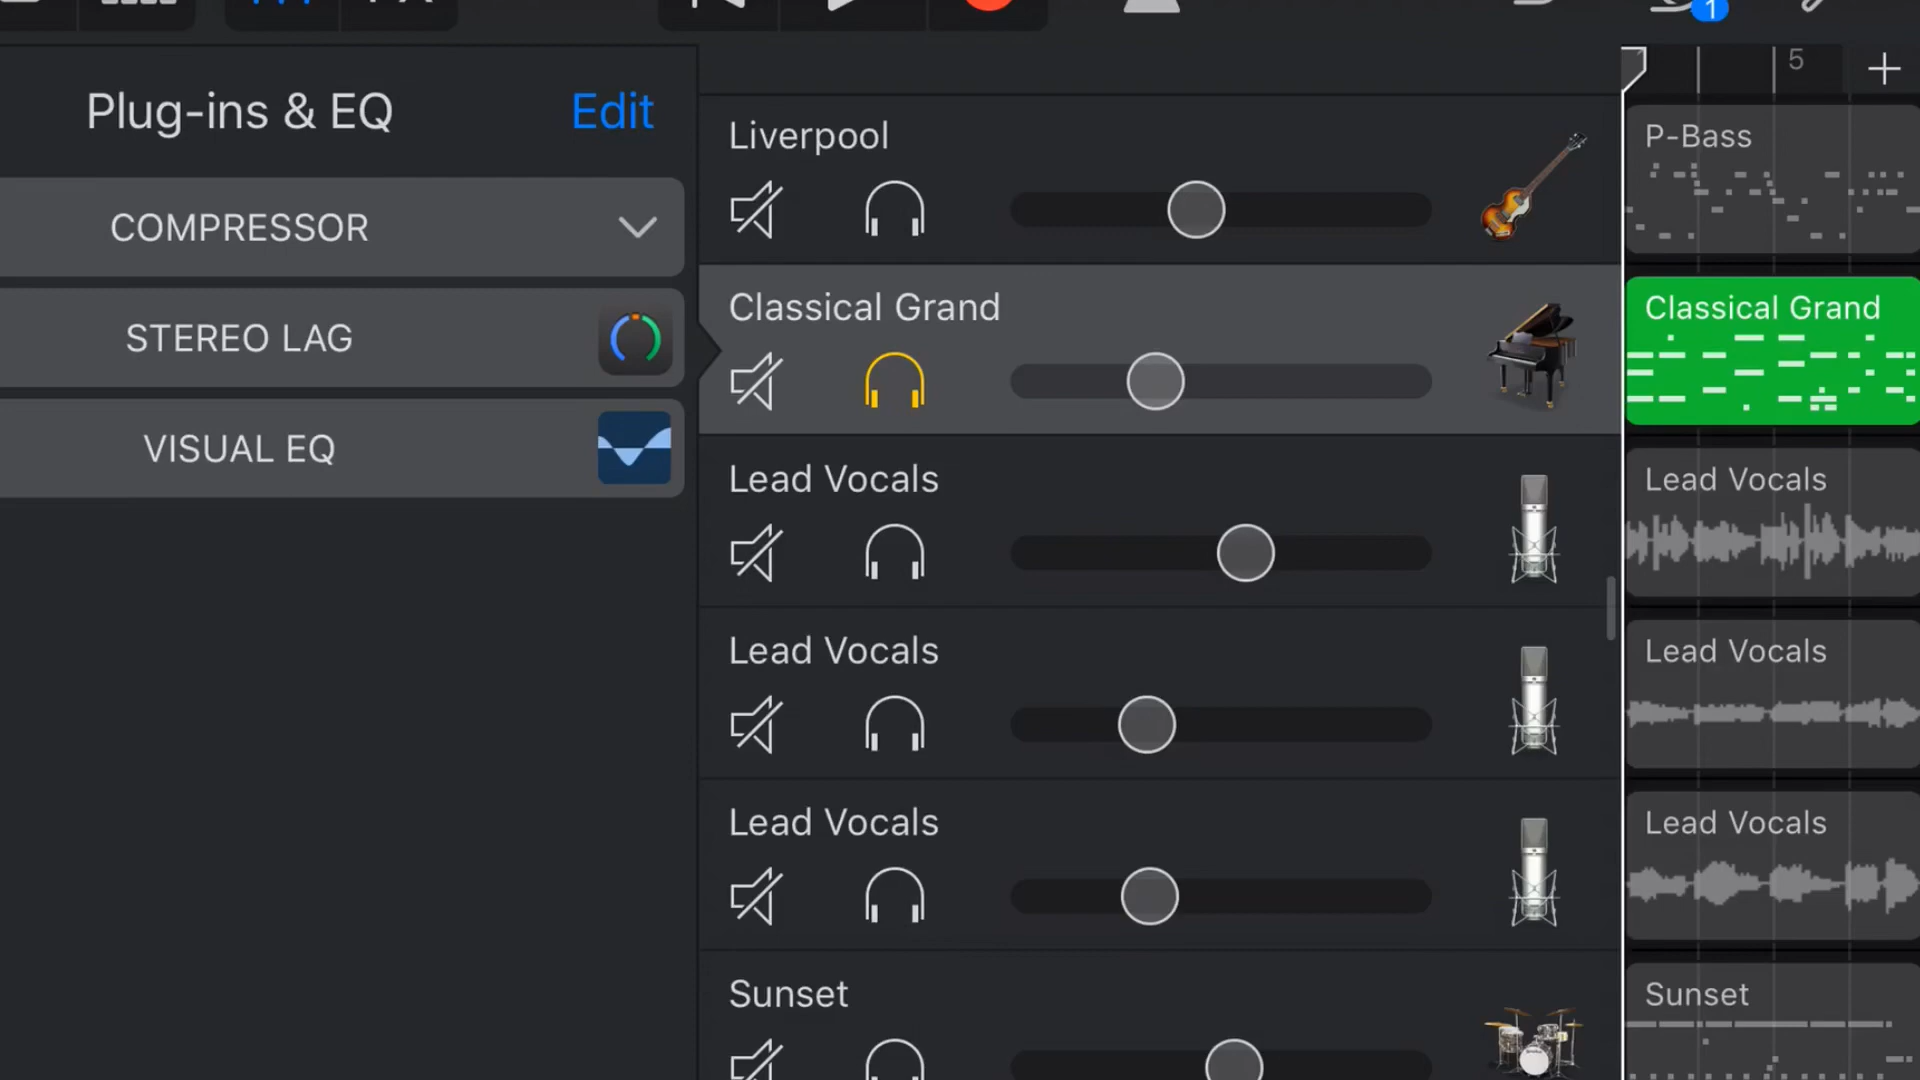 1
5
Plug-ins & EQ
Edit
COMPRESSOR
STEREO LAG
VISUAL EQ
Liverpool
Classical Grand
Lead Vocals
Lead Vocals
Lead Vocals
Sunset
P-Bass
Classical Grand
Lead Vocals
Lead Vocals
Lead Vocals
Sunset